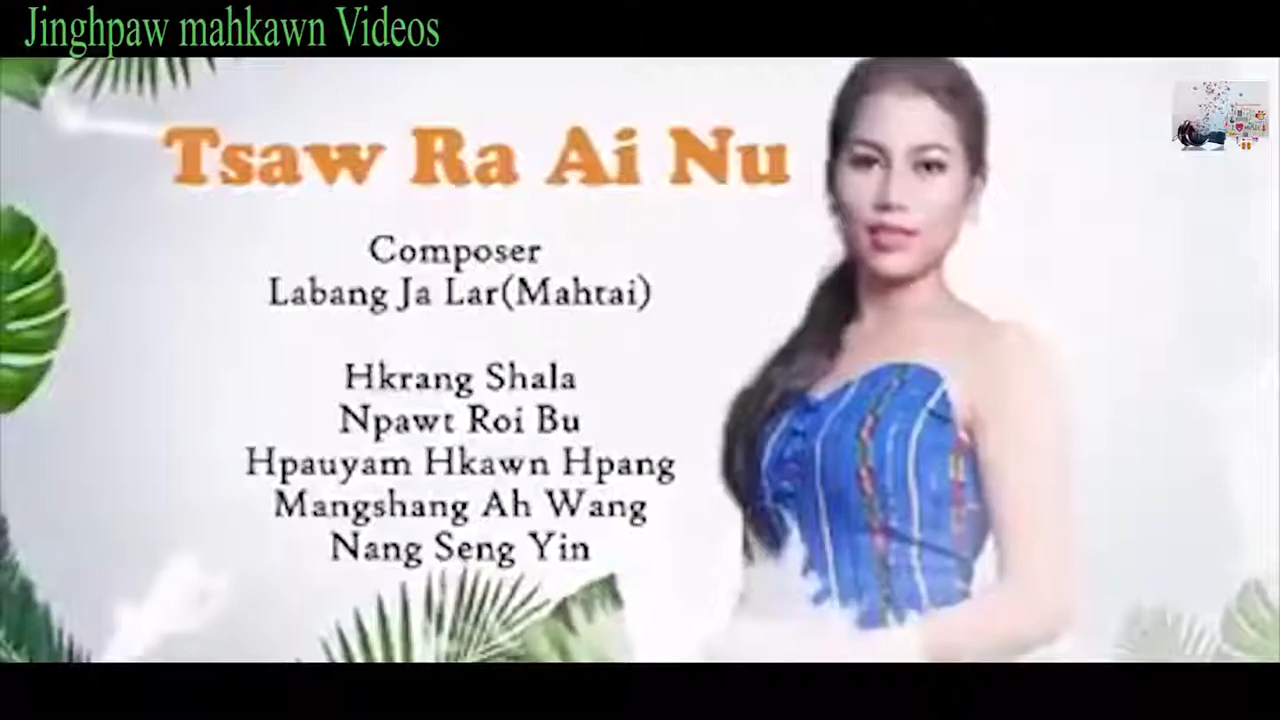 Jinghpaw mahkawn Videos
Tsaw Ra Ai Nu
Composer
Labang Ja Lar(Mahtai)
Hkrang Shala
Npawt Roi Bu
Hpauyam Hkawn Hpang
Mangshang Ah Wang
Nang Seng Yin